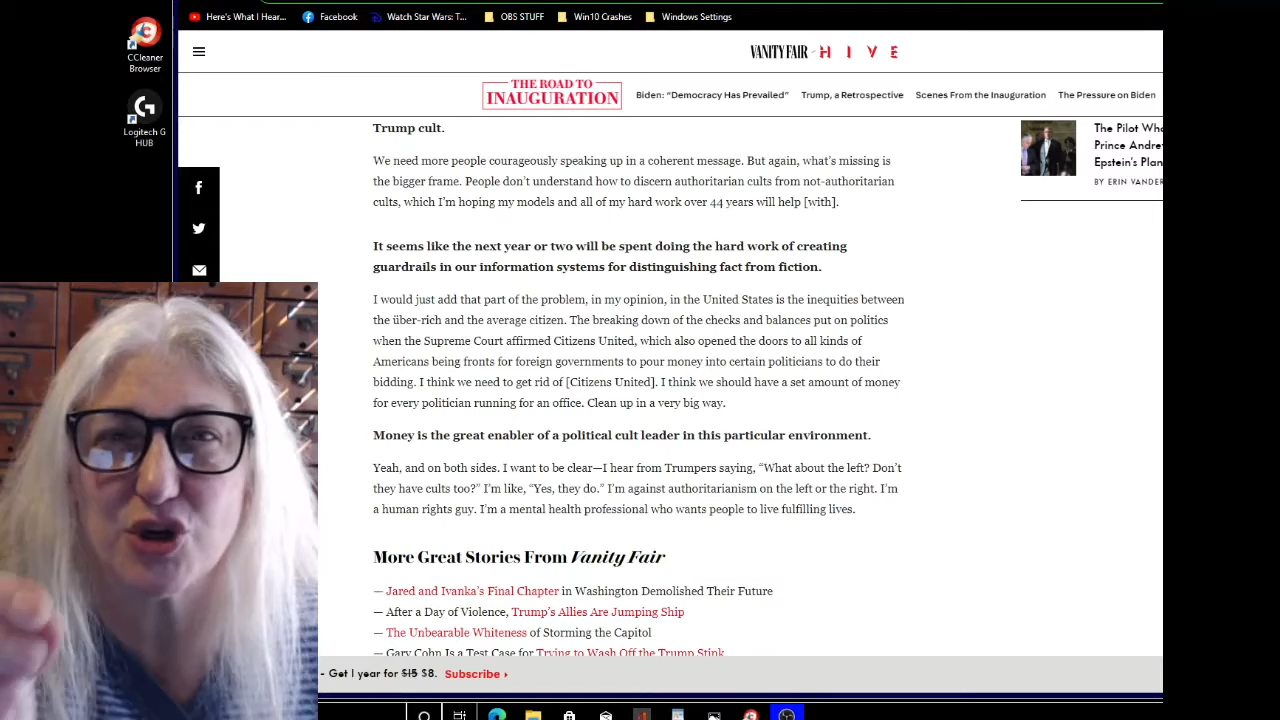 Here's What I Hear...
Facebook
Watch Star Wars: T...
OBS STUFF
Win10 Crashes
Windows Settings
CCleaner
Browser
Logitech G
HUB
VANITY FAIR
HIVE
THE ROAD TO
INAUGURATION
Biden: “Democracy Has Prevailed”
Trump, a Retrospective
Scenes From the Inauguration
The Pressure on Biden
Trump cult.
We need more people courageously speaking up in a coherent message. But again, what’s missing is
the bigger frame. People don’t understand how to discern authoritarian cults from not-authoritarian
cults, which I’m hoping my models and all of my hard work over 44 years will help [with].
The Pilot Who
Prince Andre
Epstein’s Plan
BY ERIN VANDER
It seems like the next year or two will be spent doing the hard work of creating
guardrails in our information systems for distinguishing fact from fiction.
I would just add that part of the problem, in my opinion, in the United States is the inequities between
the über-rich and the average citizen. The breaking down of the checks and balances put on politics
when the Supreme Court affirmed Citizens United, which also opened the doors to all kinds of
Americans being fronts for foreign governments to pour money into certain politicians to do their
bidding. I think we need to get rid of [Citizens United]. I think we should have a set amount of money
for every politician running for an office. Clean up in a very big way.
Money is the great enabler of a political cult leader in this particular environment.
Yeah, and on both sides. I want to be clear—I hear from Trumpers saying, “What about the left? Don’t
they have cults too?” I’m like, “Yes, they do.” I’m against authoritarianism on the left or the right. I’m
a human rights guy. I’m a mental health professional who wants people to live fulfilling lives.
More Great Stories From Vanity Fair
— Jared and Ivanka’s Final Chapter in Washington Demolished Their Future
— After a Day of Violence, Trump’s Allies Are Jumping Ship
— The Unbearable Whiteness of Storming the Capitol
— Gary Cohn Is a Test Case for Trying to Wash Off the Trump Stink
- Get 1 year for $15 $8. Subscribe ›